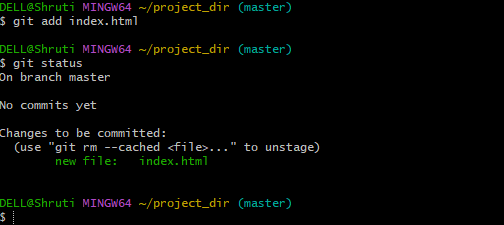 DELL@Shruti MINGW64 ~/project_dir (master)
$ git add index.html
DELL@Shruti MINGW64 ~/project_dir (master)
$ git status
On branch master
No commits yet
Changes to be committed:
  (use "git rm --cached <file>..." to unstage)
        new file:   index.html
DELL@Shruti MINGW64 ~/project_dir (master)
$